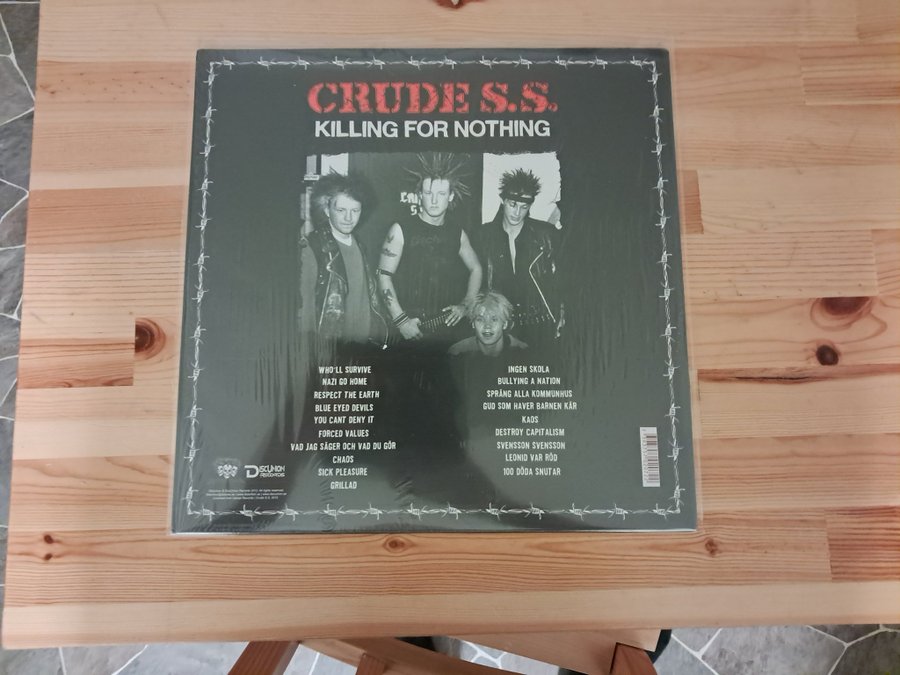 CRUDE S.S.
KILLING FOR NOTHING
WHO'LL SURVIVE
NAZI GO HOME
RESPECT THE EARTH
BLUE EYED DEVILS
YOU CANT DENY IT
FORCED VALUES
VAD JAG SÄGER OCH VAD DU GÖR
CHAOS
SICK PLEASURE
GRILLAD
INGEN SKOLA
BULLYING A NATION
SPRÄNG ALLA KOMMUNHUS
GUD SOM HAVER BARNEN KÄR
KAOS
DESTROY CAPITALISM
SVENSSON SVENSSON
LEONID VAR RÖD
100 DÖDA SNUTAR
DISCUNION
RECORDS